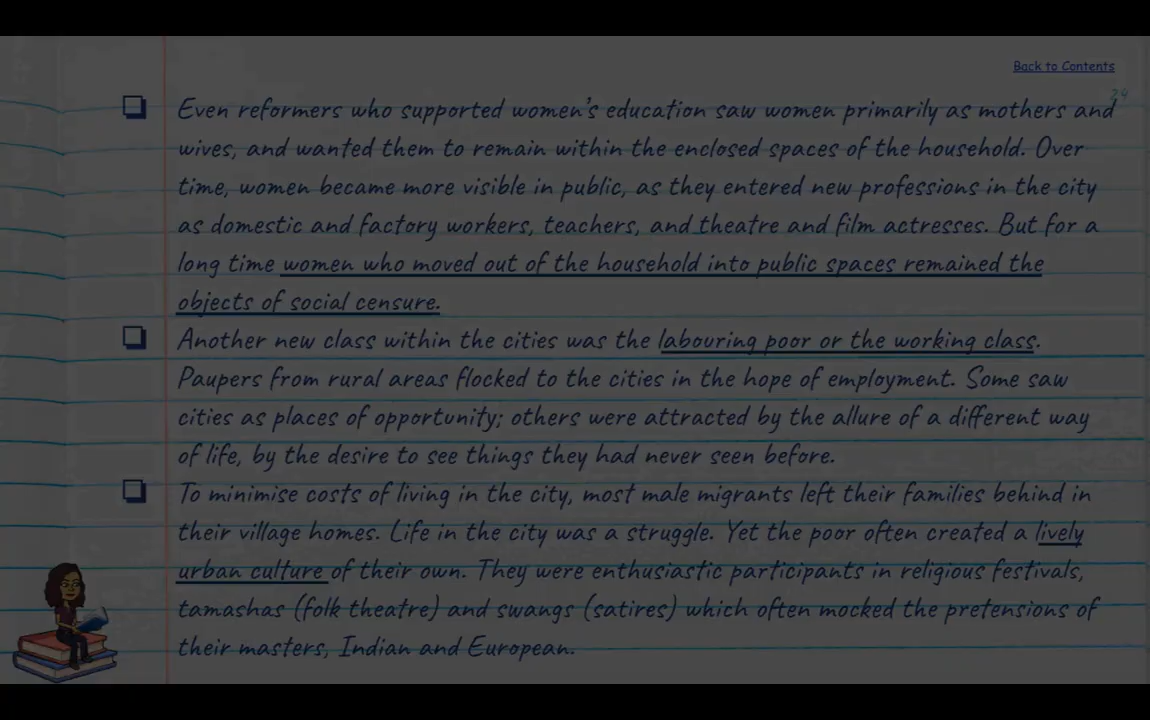 Back to Contents
24
Even reformers who supported women's education saw women primarily as mothers and
wives, and wanted them to remain within the enclosed spaces of the household. Over
time, women became more visible in public, as they entered new professions in the city
as domestic and factory workers, teachers, and theatre and film actresses. But for a
long time women who moved out of the household into public spaces remained the
objects of social censure.
Another new class within the cities was the labouring poor or the working class.
Paupers from rural areas flocked to the cities in the hope of employment. Some saw
cities as places of opportunity; others were attracted by the allure of a different way
of life, by the desire to see things they had never seen before.
To minimise costs of living in the city, most male migrants left their families behind in
their village homes. Life in the city was a struggle. Yet the poor often created a lively
urban culture of their own. They were enthusiastic participants in religious festivals,
tamashas (folk theatre) and swangs (satires) which often mocked the pretensions of
their masters, Indian and European.